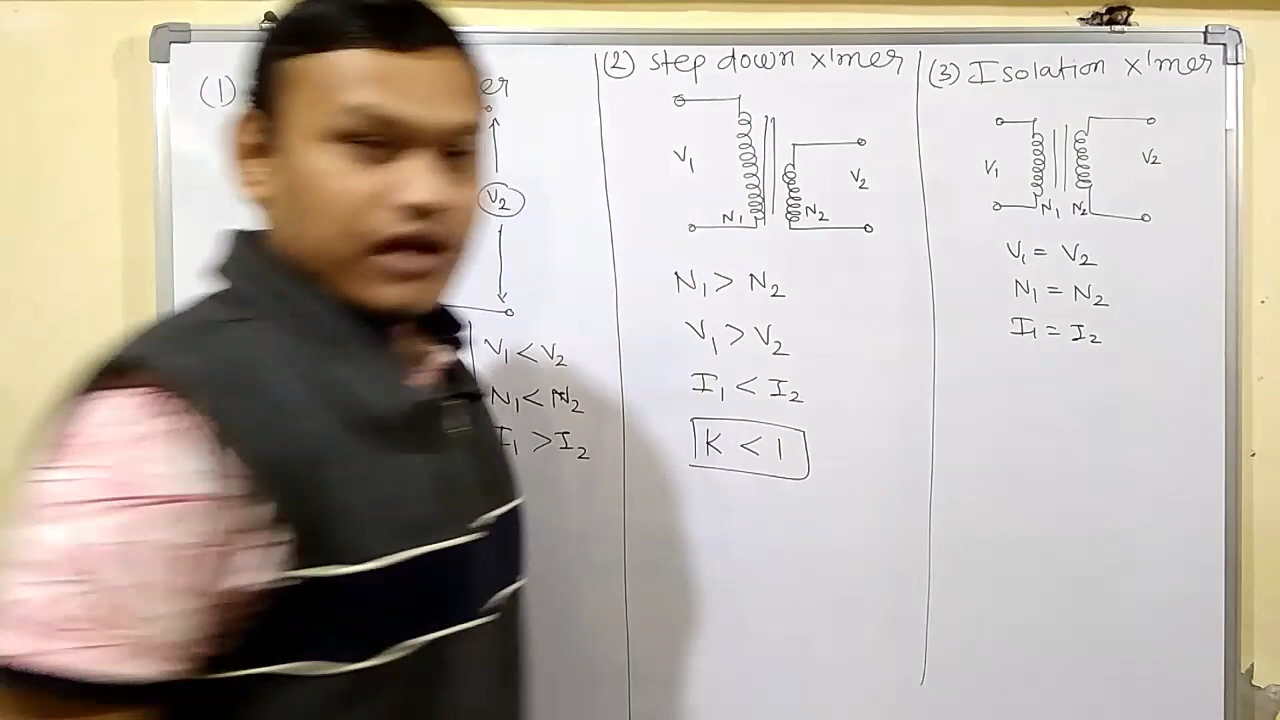 (1)
V₂
V₁ < V₂
N₁ < N₂
I₁ > I₂
(2) Step down x'mer
V₁
V₂
N₁
N₂
N₁ > N₂
V₁ > V₂
I₁ < I₂
K < 1
(3) Isolation x'mer
V₁
V₂
N₁ N₂
V₁ = V₂
N₁ = N₂
I₁ = I₂